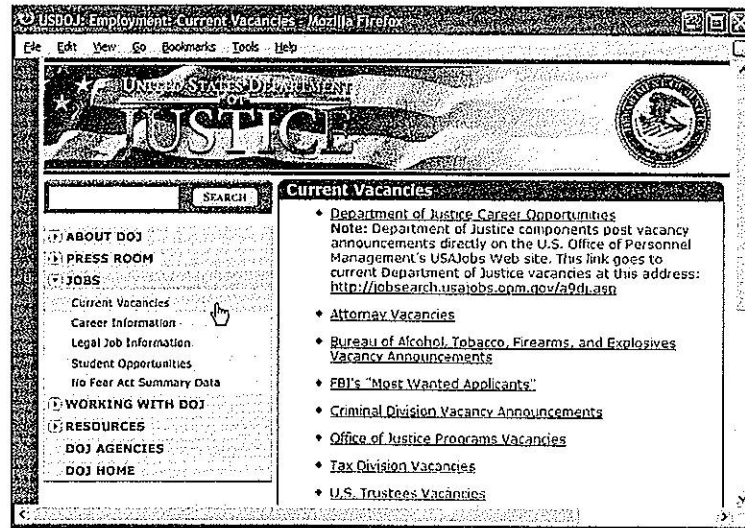 USDOJ: Employment: Current Vacancies - Mozilla Firefox
File Edit View Go Bookmarks Tools Help
UNITED STATES DEPARTMENT
OF
JUSTICE
SEARCH
ABOUT DOJ
PRESS ROOM
JOBS
Current Vacancies
Career Information
Legal Job Information
Student Opportunities
No Fear Act Summary Data
WORKING WITH DOJ
RESOURCES
DOJ AGENCIES
DOJ HOME
Current Vacancies
Department of Justice Career Opportunities
Note: Department of Justice components post vacancy
announcements directly on the U.S. Office of Personnel
Management's USAJobs Web site. This link goes to
current Department of Justice vacancies at this address:
http://jobsearch.usajobs.opm.gov/a9dj.asp
Attorney Vacancies
Bureau of Alcohol, Tobacco, Firearms, and Explosives
Vacancy Announcements
FBI's "Most Wanted Applicants"
Criminal Division Vacancy Announcements
Office of Justice Programs Vacancies
Tax Division Vacancies
U.S. Trustees Vacancies